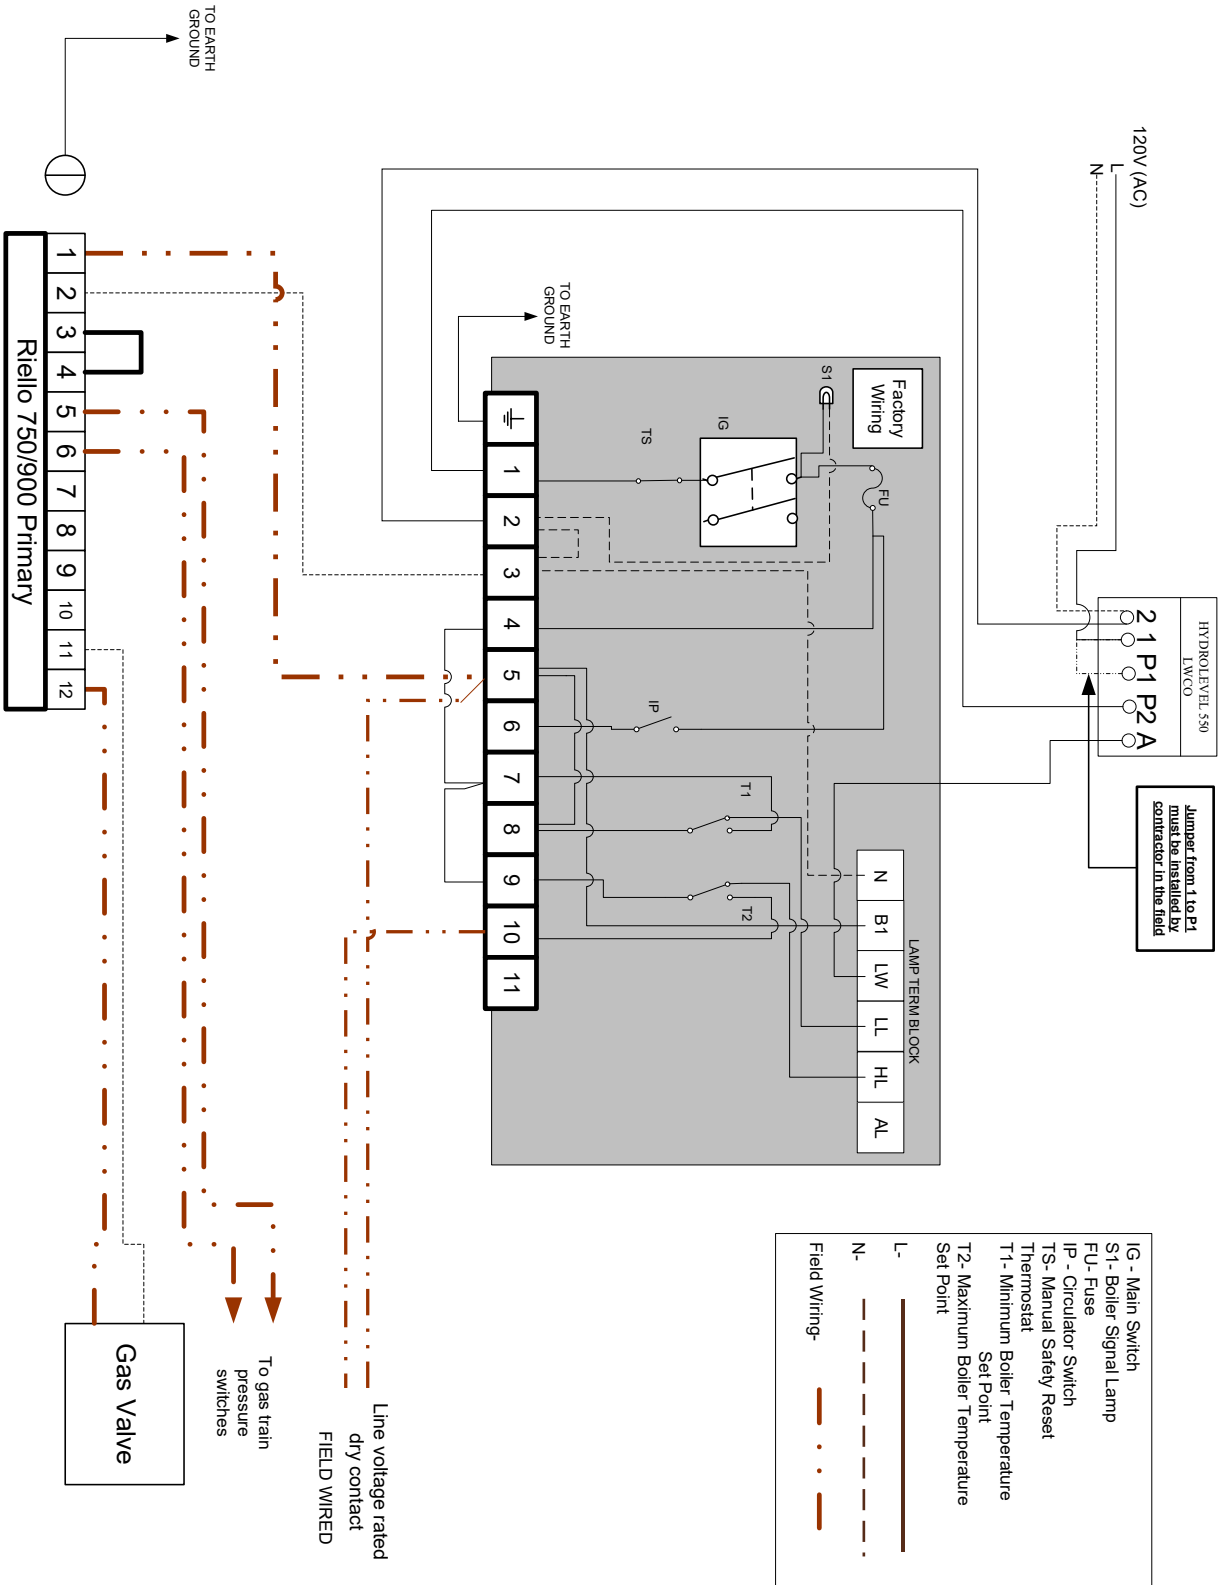 120V (AC)
L
N
HYDROLEVEL 550
LWCO
2
1
P1
P2
A
Jumper from 1 to P1
must be installed by
contractor in the field
TO EARTH
GROUND
TO EARTH
GROUND
Factory
Wiring
S1
FU
IG
TS
IP
T1
T2
LAMP TERM BLOCK
N
B1
LW
LL
HL
AL
1
2
3
4
5
6
7
8
9
10
11
1
2
3
4
5
6
7
8
9
10
11
12
Riello 750/900 Primary
IG - Main Switch
S1- Boiler Signal Lamp
FU- Fuse
IP - Circulator Switch
TS- Manual Safety Reset
Thermostat
T1- Minimum Boiler Temperature
Set Point
T2- Maximum Boiler Temperature
Set Point
L-
N-
Field Wiring-
Line voltage rated
dry contact
FIELD WIRED
To gas train
pressure
switches
Gas Valve